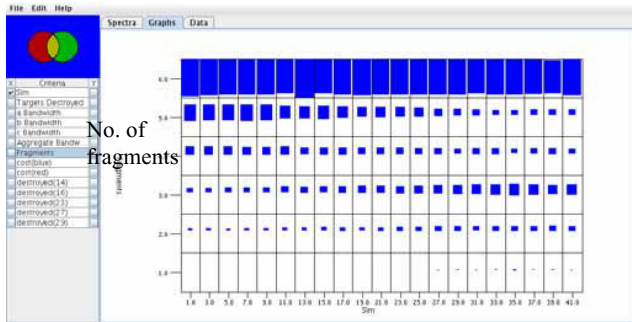 File Edit Help
Spectra Graphs Data
X Criteria Y
Sim
Targets Destroyed
a Bandwidth
b Bandwidth
c Bandwidth
Aggregate Bandw
Fragments
cost(blue)
cost(red)
destroyed(14)
destroyed(16)
destroyed(23)
destroyed(27)
destroyed(29)
No. of
fragments
6.0
5.0
4.0
3.0
2.0
1.0
1.0 3.0 5.0 7.0 9.0 11.0 13.0 15.0 17.0 19.0 21.0 23.0 25.0 27.0 29.0 31.0 33.0 35.0 37.0 39.0 41.0
Sim